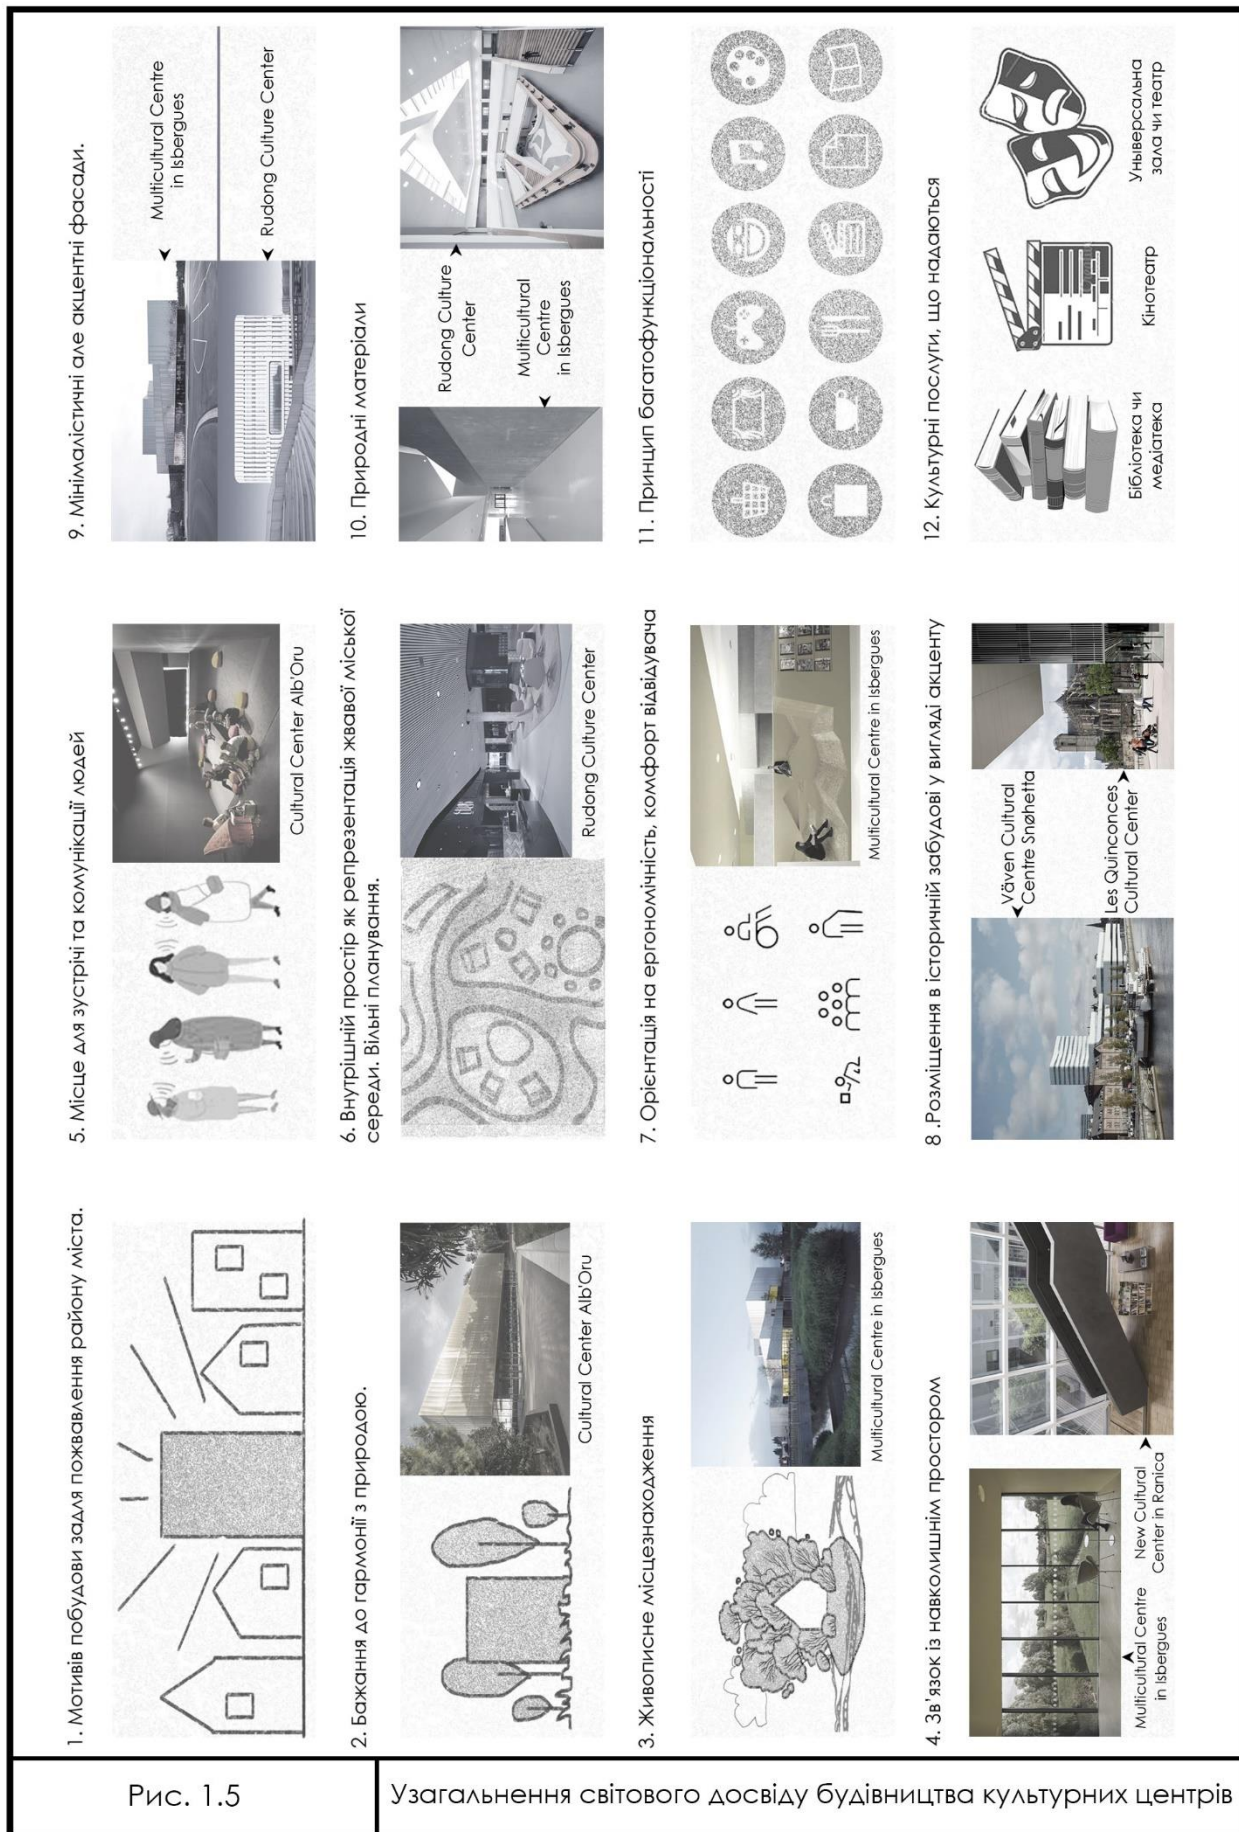 1. Мотивів побудови задля пожвавлення району міста.
2. Бажання до гармонії з природою.
Cultural Center Alb'Oru
3. Живописне місцезнаходження
Multicultural Centre in Isbergues
4. Зв'язок із навколишнім простором
Multicultural Centre
in Isbergues
New Cultural
Center in Ranica
5. Місце для зустрічі та комунікації людей
Cultural Center Alb'Oru
6. Внутрішній простір як репрезентація жвавої міської
середи. Вільні планування.
Rudong Culture Center
7. Орієнтація на ергономічність, комфорт відвідувача
Multicultural Centre in Isbergues
8 .Розміщення в історичній забудові у вигляді акценту
Väven Cultural
Centre Snøhetta
Les Quinconces
Cultural Center
9. Мінімалістичні але акцентні фасади.
Multicultural Centre
in Isbergues
Rudong Culture Center
10. Природні матеріали
Rudong Culture
Center
Multicultural
Centre
in Isbergues
11. Принцип багатофункціональності
12. Культурні послуги, що надаються
Бібліотека чи
медіатека
Кінотеатр
Уньіверсальна
зала чи театр
Рис. 1.5
Узагальнення світового досвіду будівництва культурних центрів